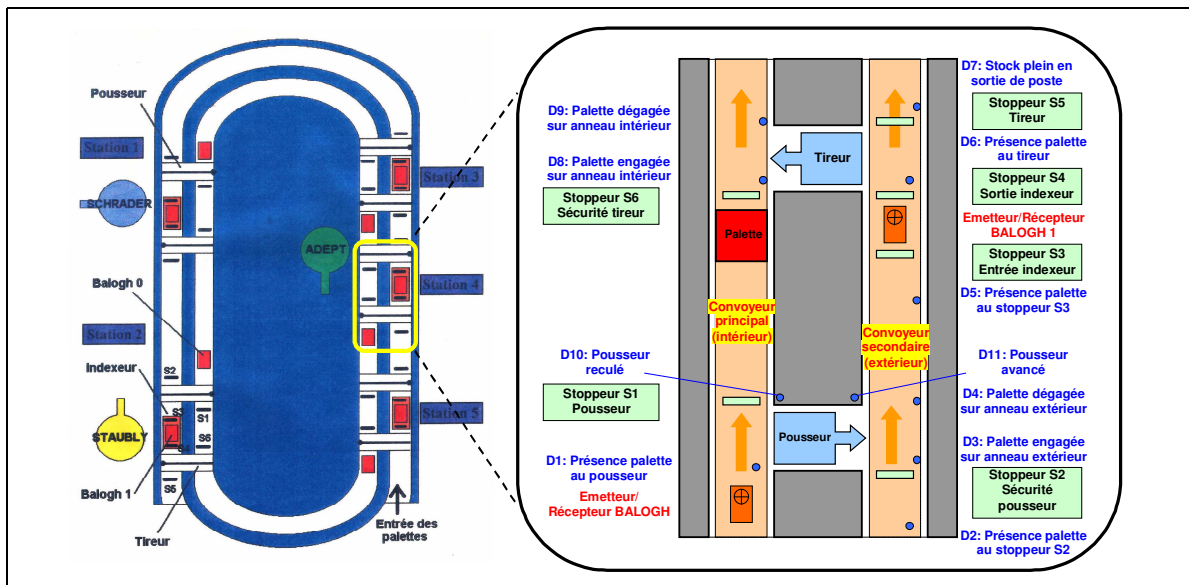 Pousseur
Station 1
SCHRADER
Balogh 0
Station 2
Indexeur
S2
S3
S1
STAUBLY
S4
S6
Balogh 1
S5
Tireur
ADEPT
Station 3
Station 4
Station 5
Entrée des
palettes
D9: Palette dégagée
sur anneau intérieur
D8: Palette engagée
sur anneau intérieur
Stoppeur S6
Sécurité tireur
D10: Pousseur
reculé
Stoppeur S1
Pousseur
D1: Présence palette
au pousseur
Emetteur/
Récepteur BALOGH
Tireur
Palette
Convoyeur
principal
(intérieur)
Convoyeur
secondaire
(extérieur)
Pousseur
D7: Stock plein en
sortie de poste
Stoppeur S5
Tireur
D6: Présence palette
au tireur
Stoppeur S4
Sortie indexeur
Emetteur/Récepteur
BALOGH 1
Stoppeur S3
Entrée indexeur
D5: Présence palette
au stoppeur S3
D11: Pousseur
avancé
D4: Palette dégagée
sur anneau extérieur
D3: Palette engagée
sur anneau extérieur
Stoppeur S2
Sécurité
pousseur
D2: Présence palette
au stoppeur S2